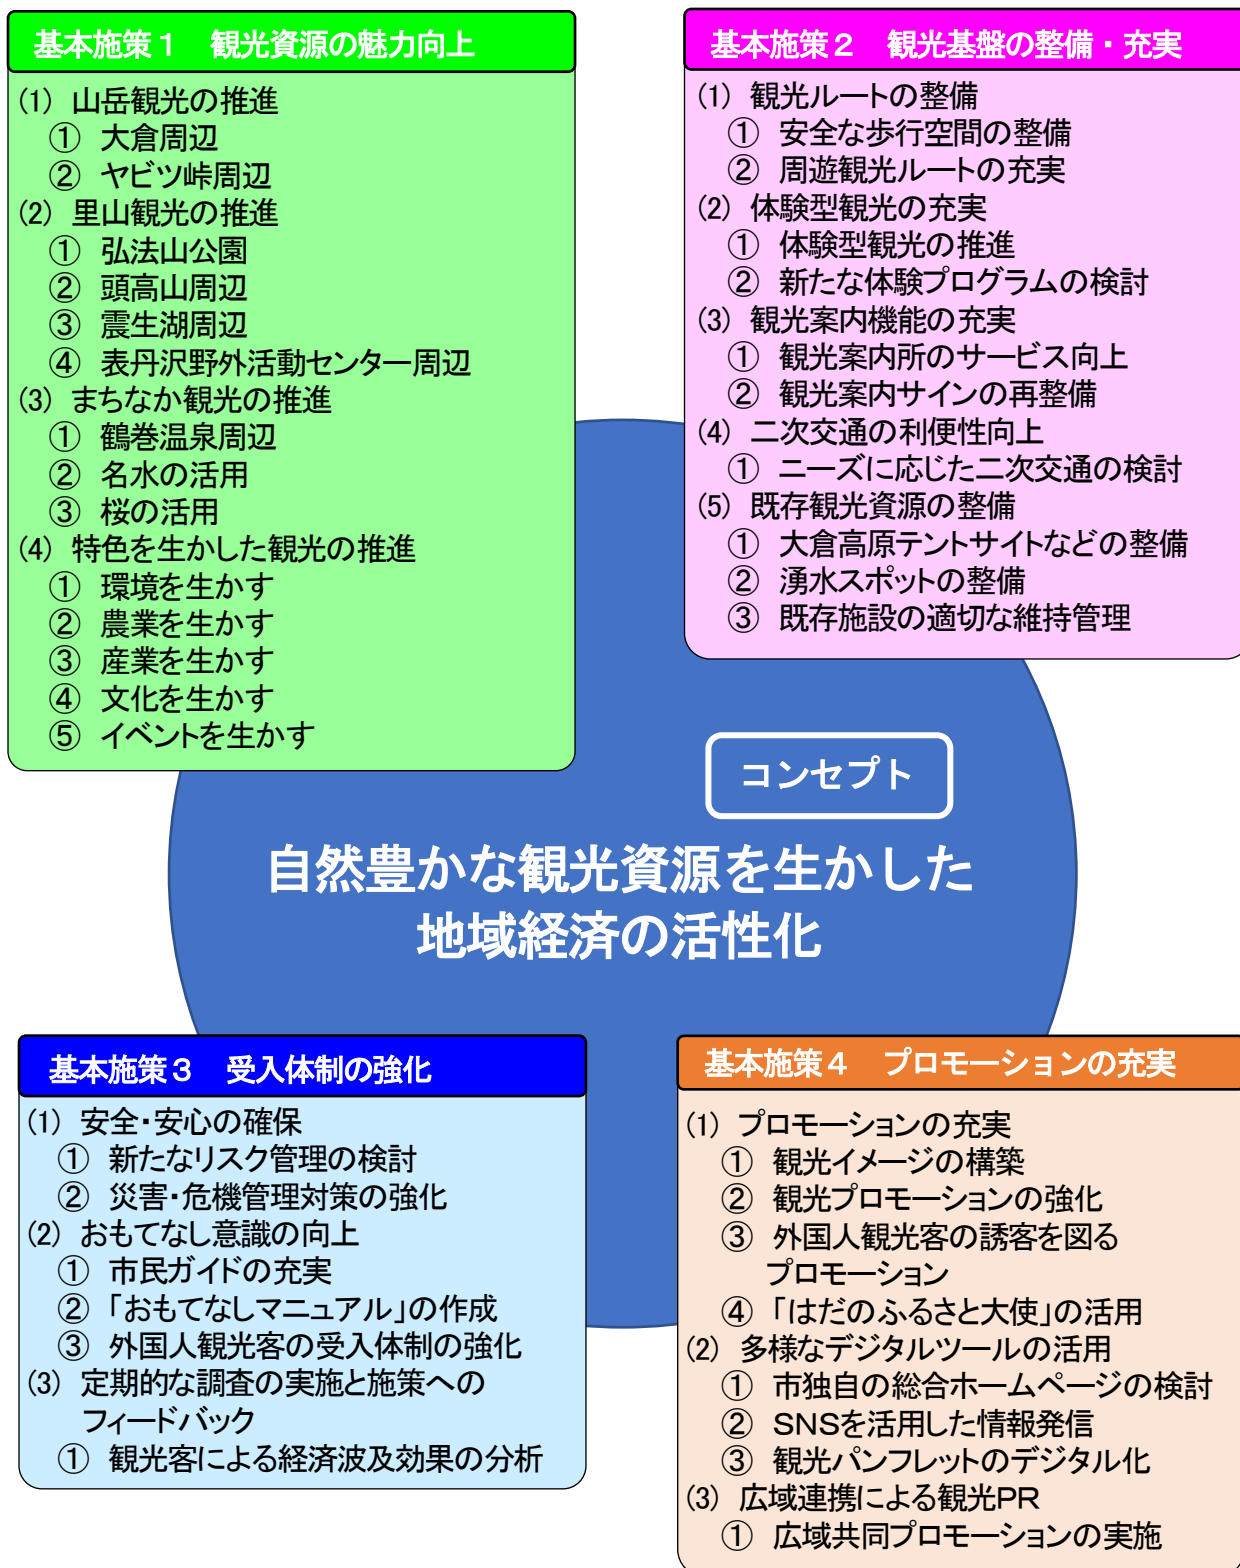 基本施策１　観光資源の魅力向上
(1) 山岳観光の推進
① 大倉周辺
② ヤビツ峠周辺
(2) 里山観光の推進
① 弘法山公園
② 頭高山周辺
③ 震生湖周辺
④ 表丹沢野外活動センター周辺
(3) まちなか観光の推進
① 鶴巻温泉周辺
② 名水の活用
③ 桜の活用
(4) 特色を生かした観光の推進
① 環境を生かす
② 農業を生かす
③ 産業を生かす
④ 文化を生かす
⑤ イベントを生かす
基本施策２　観光基盤の整備・充実
(1) 観光ルートの整備
① 安全な歩行空間の整備
② 周遊観光ルートの充実
(2) 体験型観光の充実
① 体験型観光の推進
② 新たな体験プログラムの検討
(3) 観光案内機能の充実
① 観光案内所のサービス向上
② 観光案内サインの再整備
(4) 二次交通の利便性向上
① ニーズに応じた二次交通の検討
(5) 既存観光資源の整備
① 大倉高原テントサイトなどの整備
② 湧水スポットの整備
③ 既存施設の適切な維持管理
コンセプト
自然豊かな観光資源を生かした
地域経済の活性化
基本施策３　受入体制の強化
(1) 安全・安心の確保
① 新たなリスク管理の検討
② 災害・危機管理対策の強化
(2) おもてなし意識の向上
① 市民ガイドの充実
② 「おもてなしマニュアル」の作成
③ 外国人観光客の受入体制の強化
(3) 定期的な調査の実施と施策への
フィードバック
① 観光客による経済波及効果の分析
基本施策４　プロモーションの充実
(1) プロモーションの充実
① 観光イメージの構築
② 観光プロモーションの強化
③ 外国人観光客の誘客を図る
プロモーション
④ 「はだのふるさと大使」の活用
(2) 多様なデジタルツールの活用
① 市独自の総合ホームページの検討
② SNSを活用した情報発信
③ 観光パンフレットのデジタル化
(3) 広域連携による観光PR
① 広域共同プロモーションの実施